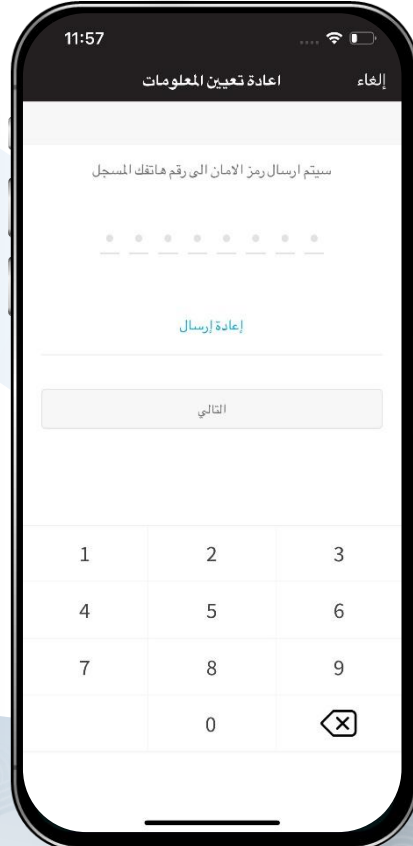 11:57
إلغاء
اعادة تعيين المعلومات
سيتم ارسال رمز الامان الى رقم هاتفك المسجل
إعادة إرسال
التالي
1 2 3
4 5 6
7 8 9
0